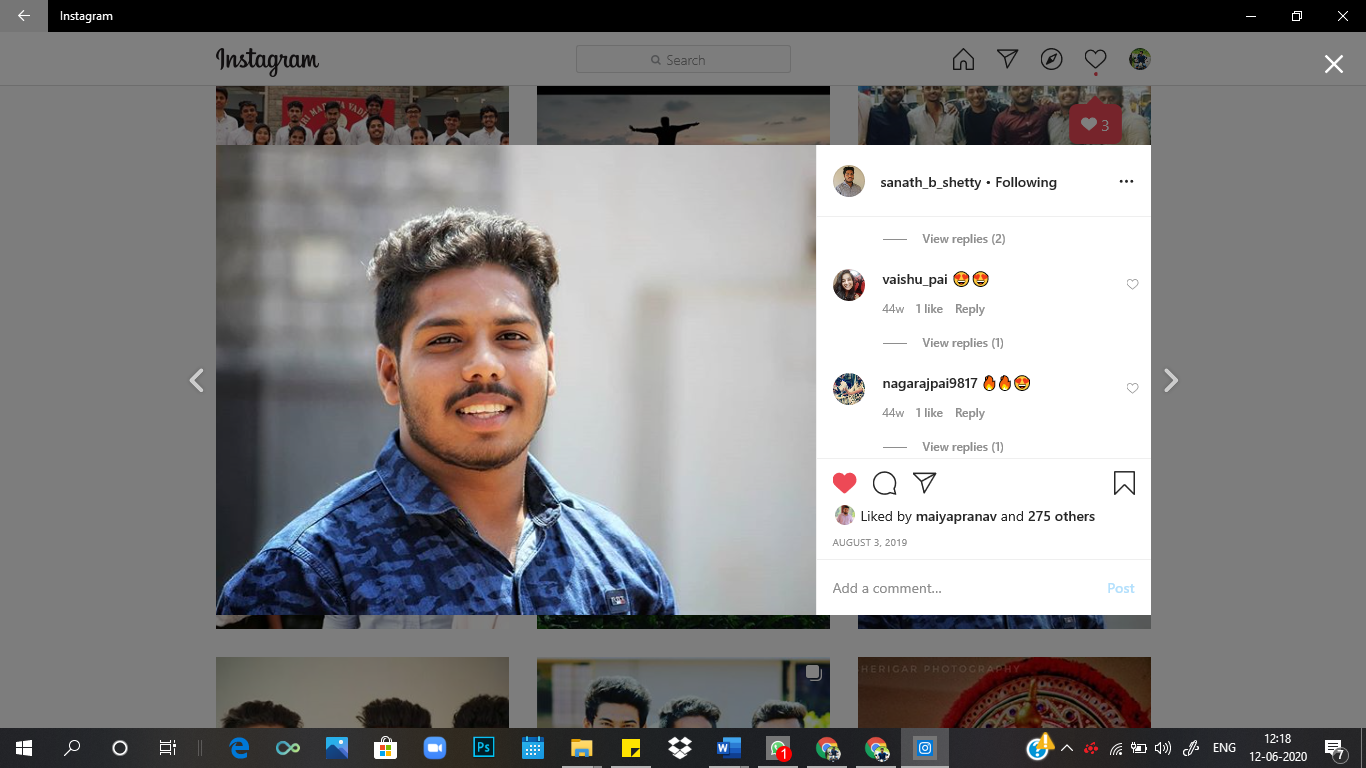 Instagram
Instagram
Search
3
sanath_b_shetty • Following
View replies (2)
vaishu_pai 😍😍
44w 1 like Reply
View replies (1)
nagarajpai9817 🔥🔥😍
44w 1 like Reply
View replies (1)
Liked by maiyapranav and 275 others
AUGUST 3, 2019
Add a comment... Post
HERIGAR PHOTOGRAPHY
Ps
W
1
ENG
12:18
12-06-2020
7